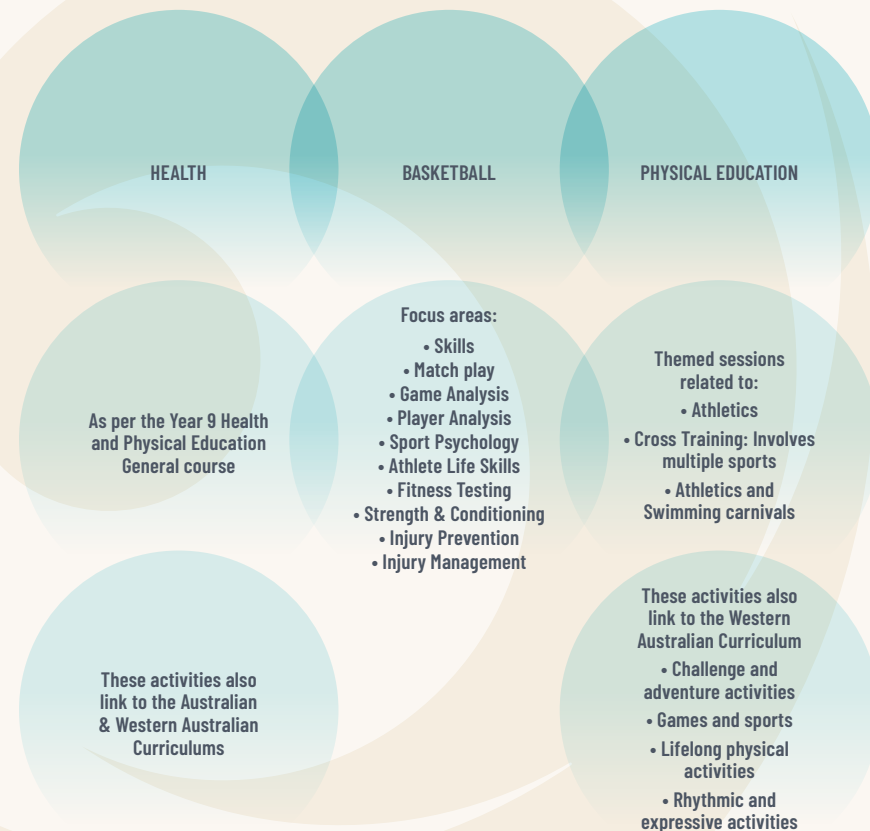 HEALTH
BASKETBALL
PHYSICAL EDUCATION
As per the Year 9 Health
and Physical Education
General course
Focus areas:
• Skills
• Match play
• Game Analysis
• Player Analysis
• Sport Psychology
• Athlete Life Skills
• Fitness Testing
• Strength & Conditioning
• Injury Prevention
• Injury Management
Themed sessions
related to:
• Athletics
• Cross Training: Involves
multiple sports
• Athletics and
Swimming carnivals
These activities also
link to the Australian
& Western Australian
Curriculums
These activities also
link to the Western
Australian Curriculum
• Challenge and
adventure activities
• Games and sports
• Lifelong physical
activities
• Rhythmic and
expressive activities